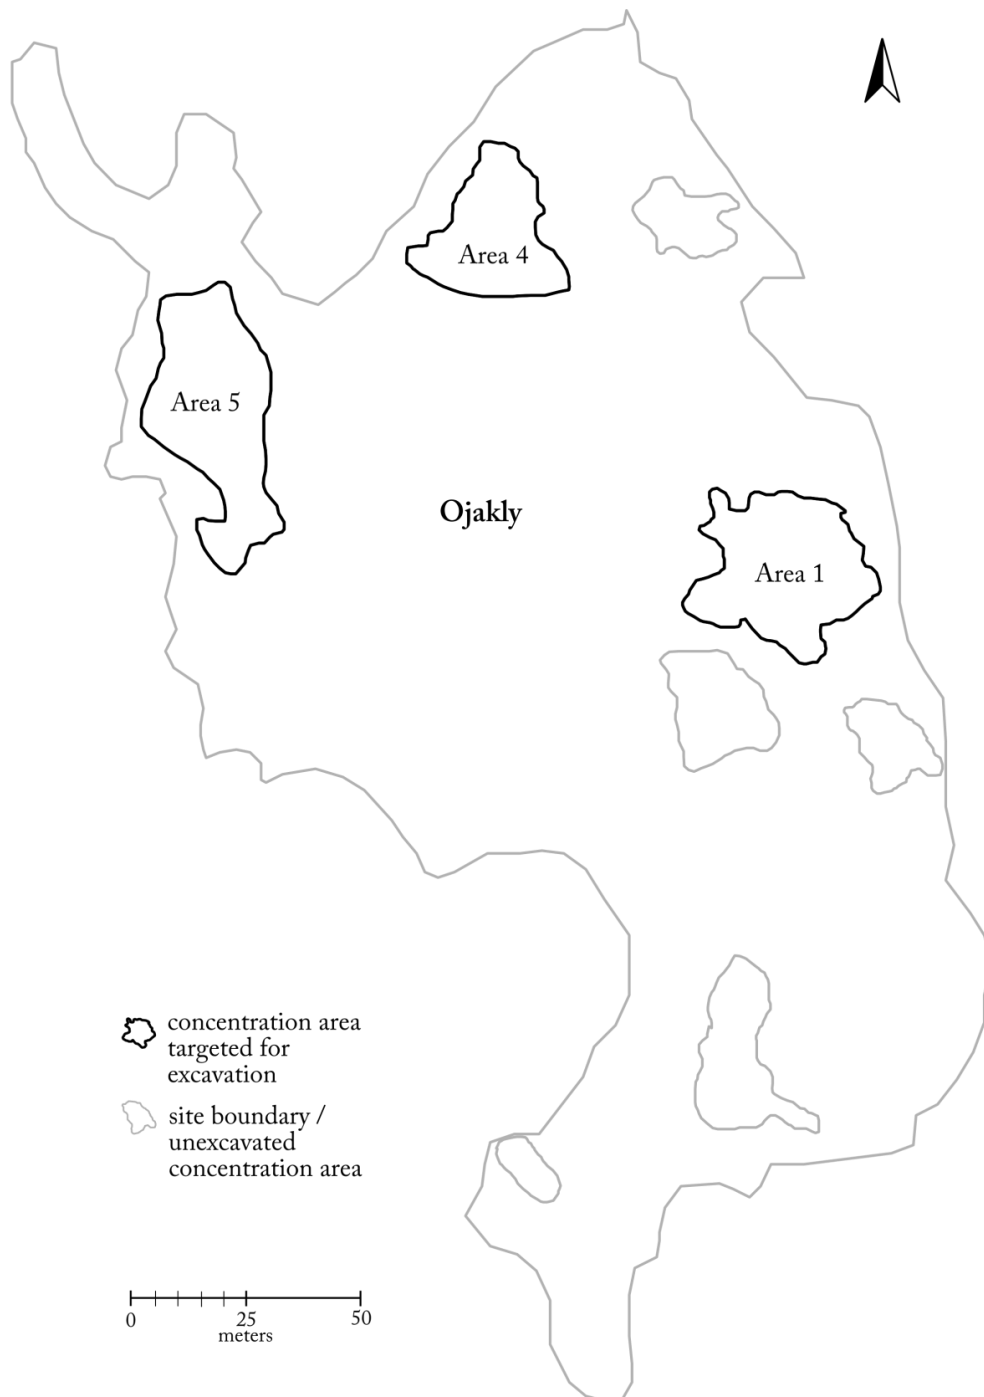 Area 4
Area 5
Ojakly
Area 1
concentration area
targeted for
excavation
site boundary /
unexcavated
concentration area
0 25 50
meters